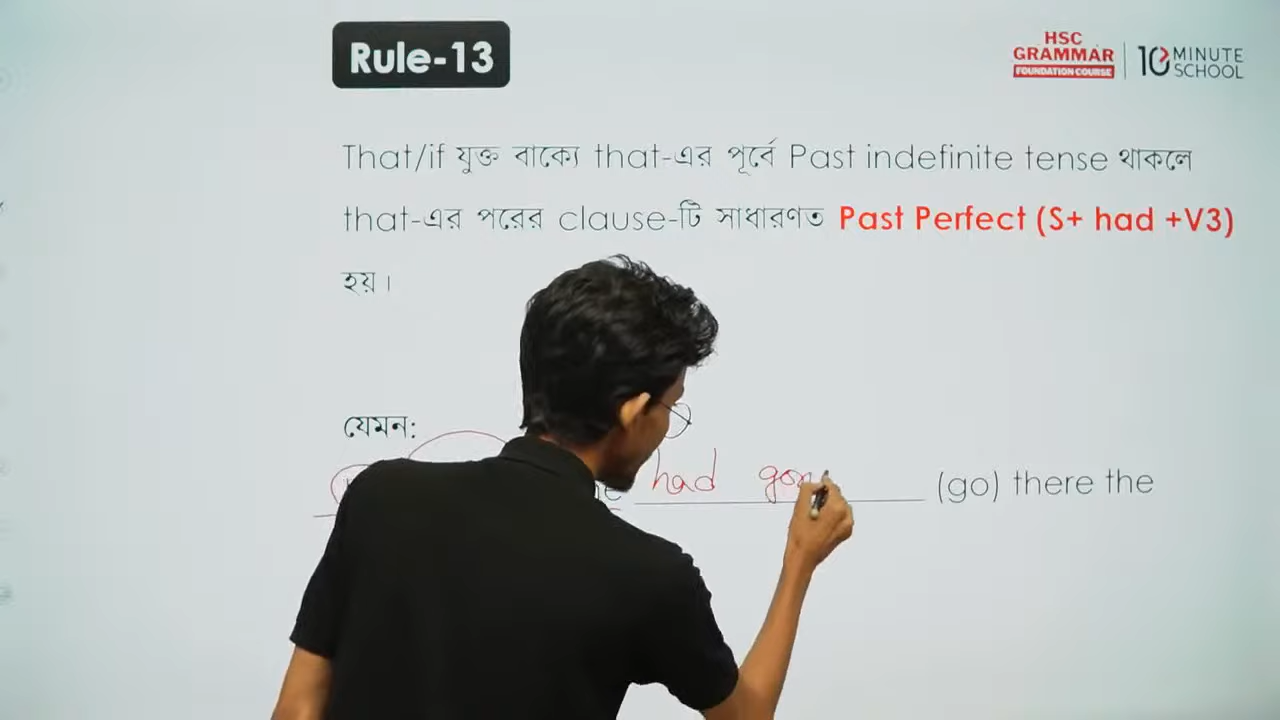 Rule-13
HSC
GRAMMAR
FOUNDATION COURSE
10 MINUTE
SCHOOL
That/if যুক্ত বাক্যে that-এর পূর্বে Past indefinite tense থাকলে
that-এর পরের clause-টি সাধারণত Past Perfect (S+ had +V3)
হয়।
যেমন:
had gon (go) there the